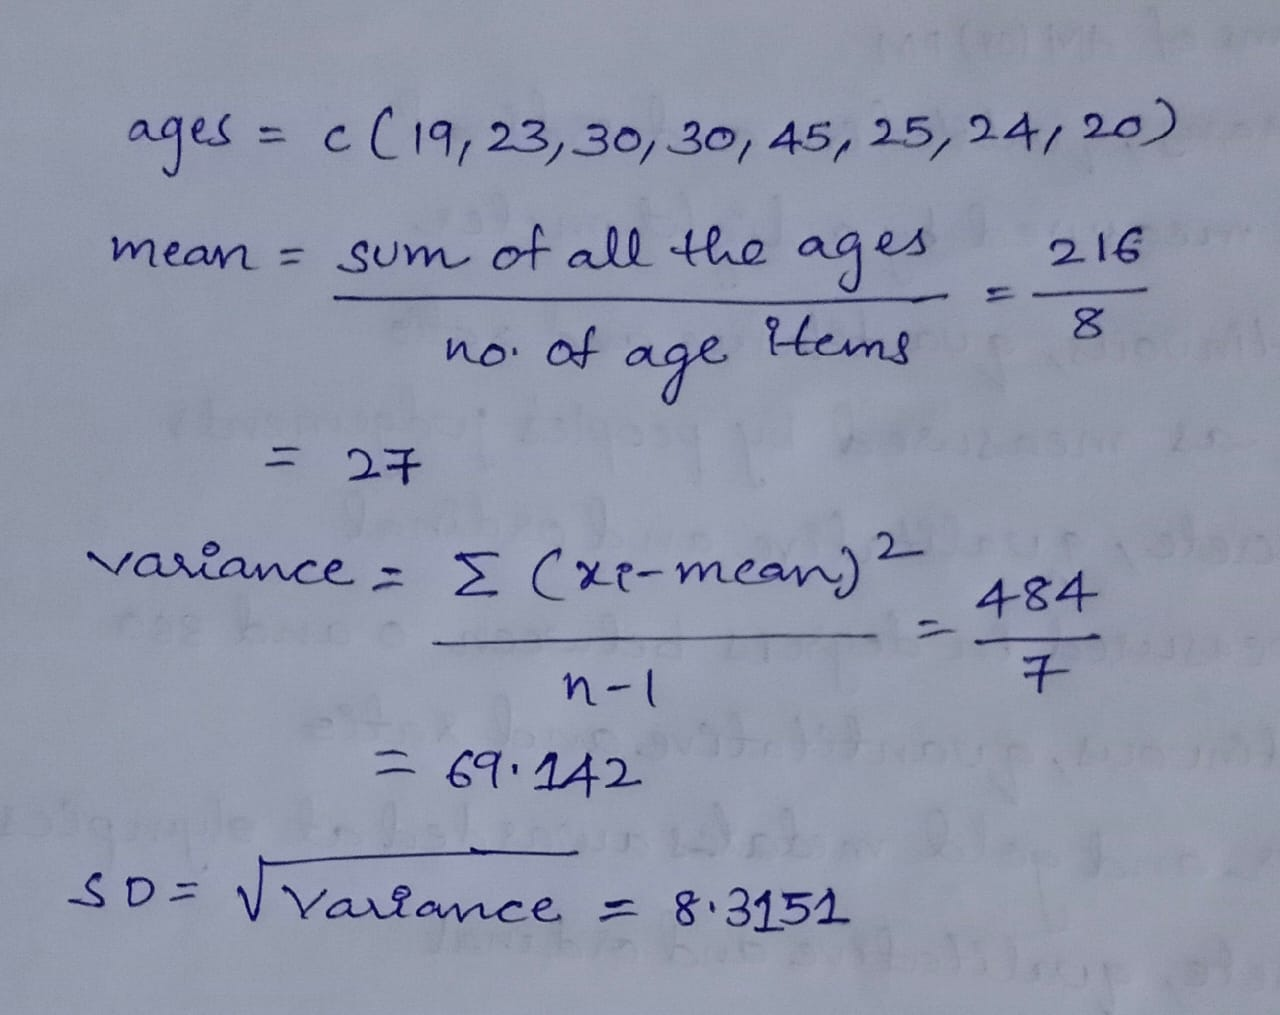 ages = c(19, 23, 30, 30, 45, 25, 24, 20)
mean = sum of all the ages / no. of age items = 216 / 8
= 27
variance = Σ (xi-mean)² / n-1 = 484 / 7
= 69.142
SD = √variance = 8.3151